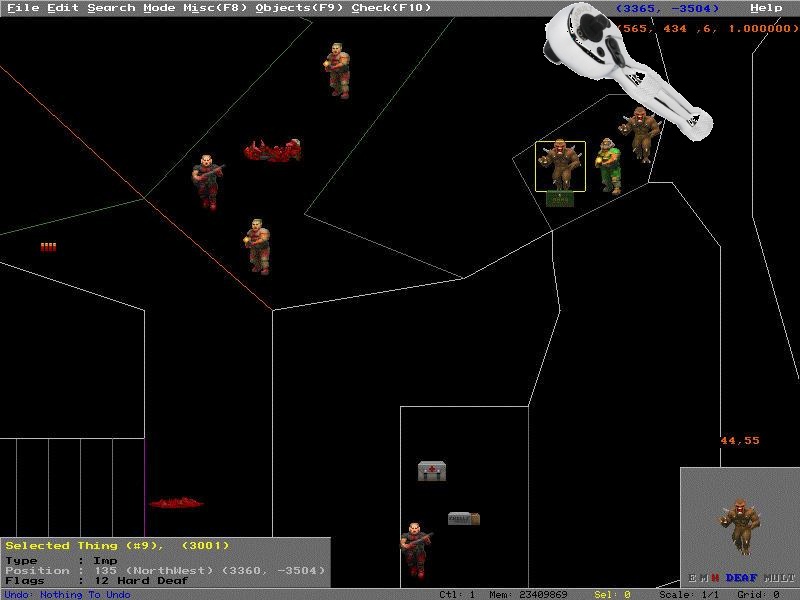 File Edit Search Mode Misc(F8) Objects(F9) Check(F10) (3365, -3504) Help
(565, 434 ,6, 1.000000)
44,55
Selected Thing (#9), (3001)
Type : Imp
Position : 135 (NorthWest) (3360, -3504)
Flags : 12 Hard Deaf
E M H DEAF MULT
Undo: Nothing To Undo Ctl: 1 Mem: 23409869 Sel: 0 Scale: 1/1 Grid: 0